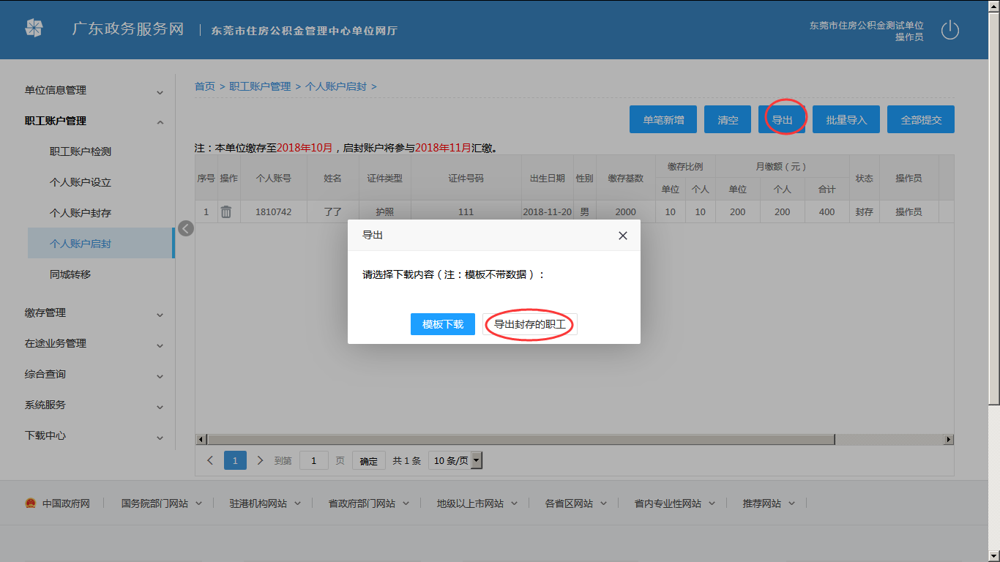 广东政务服务网 东莞市住房公积金管理中心单位网厅
东莞市住房公积金测试单位
操作员
单位信息管理
职工账户管理
职工账户检测
个人账户设立
个人账户封存
个人账户启封
同城转移
缴存管理
在途业务管理
综合查询
系统服务
下载中心
首页 > 职工账户管理 > 个人账户启封 >
单笔新增 清空 导出 批量导入 全部提交
注：本单位缴存至2018年10月，启封账户将参与2018年11月汇缴。
序号 操作 个人账号 姓名 证件类型 证件号码 出生日期 性别 缴存基数 缴存比例 月缴额（元） 状态 操作员
单位 个人 单位 个人 合计
1 1810742 了了 护照 111 2018-11-20 男 2000 10 10 200 200 400 封存 操作员
导出
请选择下载内容（注：模板不带数据）：
模板下载 导出封存的职工
1 到第 1 页 确定 共 1 条 10 条/页
中国政府网 国务院部门网站 驻港机构网站 省政府部门网站 地级以上市网站 各省区网站 省内专业性网站 推荐网站